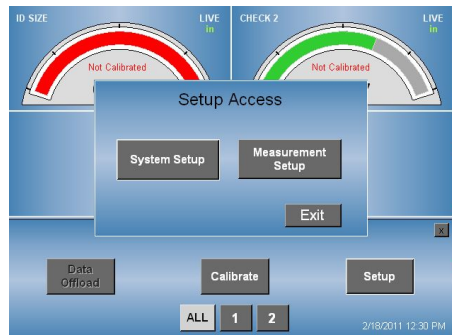 ID SIZE
LIVE
in
CHECK 2
LIVE
in
Not Calibrated
Not Calibrated
Setup Access
System Setup
Measurement
Setup
Exit
x
Data
Offload
Calibrate
Setup
ALL
1
2
2/18/2011 12:30 PM